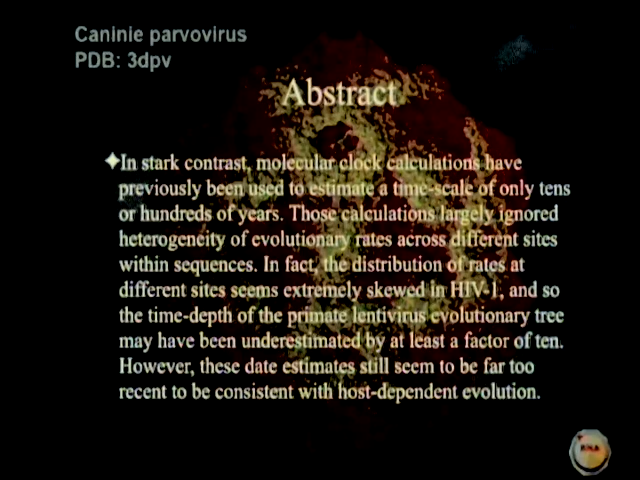 Caninie parvovirus
PDB: 3dpv
Abstract
✦In stark contrast, molecular clock calculations have
previously been used to estimate a time-scale of only tens
or hundreds of years. Those calculations largely ignored
heterogeneity of evolutionary rates across different sites
within sequences. In fact, the distribution of rates at
different sites seems extremely skewed in HIV-1, and so
the time-depth of the primate lentivirus evolutionary tree
may have been underestimated by at least a factor of ten.
However, these date estimates still seem to be far too
recent to be consistent with host-dependent evolution.